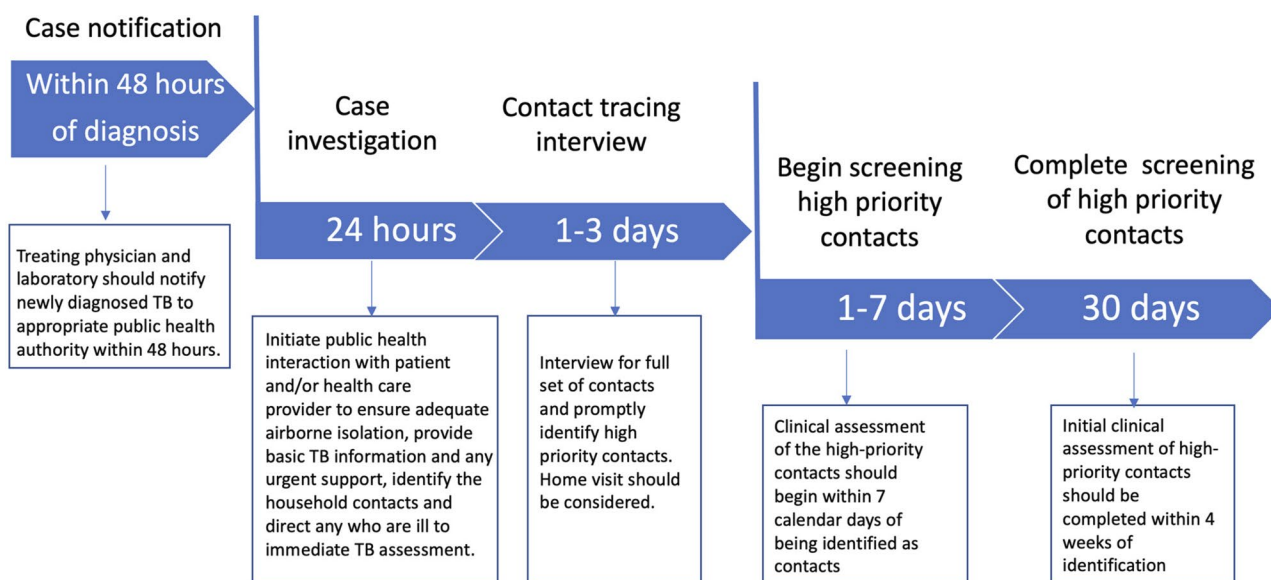 Case notification
Within 48 hours
of diagnosis
Treating physician and
laboratory should notify
newly diagnosed TB to
appropriate public health
authority within 48 hours.
Case
investigation
24 hours
Initiate public health
interaction with patient
and/or health care
provider to ensure adequate
airborne isolation, provide
basic TB information and any
urgent support, identify the
household contacts and
direct any who are ill to
immediate TB assessment.
Contact tracing
interview
1-3 days
Interview for full
set of contacts
and promptly
identify high
priority contacts.
Home visit should
be considered.
Begin screening
high priority
contacts
1-7 days
Clinical assessment
of the high-priority
contacts should
begin within 7
calendar days of
being identified as
contacts
Complete screening
of high priority
contacts
30 days
Initial clinical
assessment of high-
priority contacts
should be
completed within 4
weeks of
identification